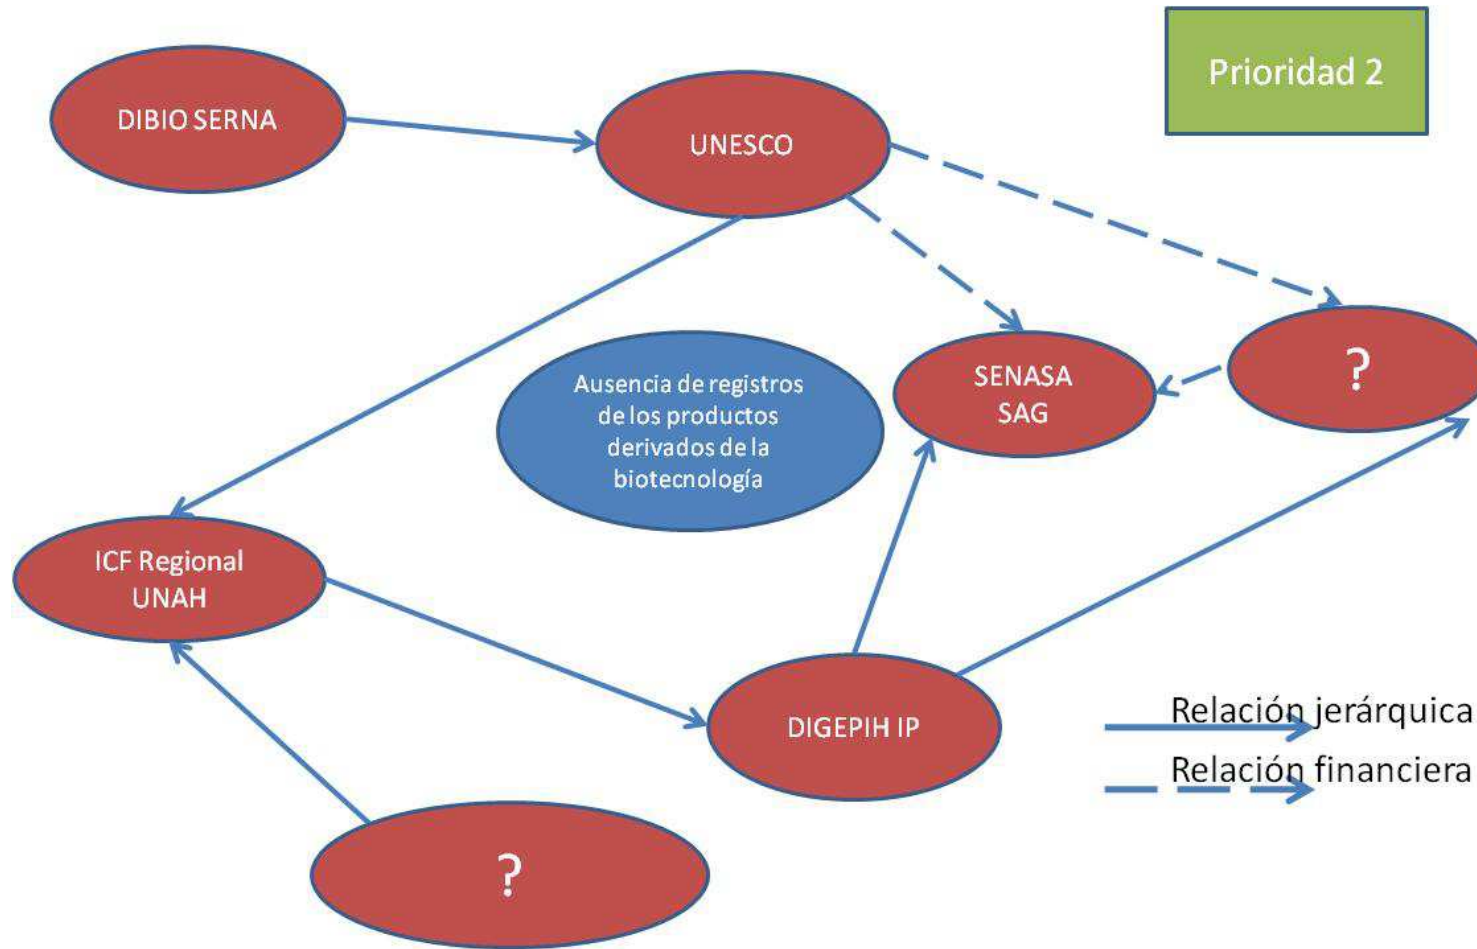 Prioridad 2
DIBIO SERNA
UNESCO
SENASA
SAG
?
Ausencia de registros
de los productos
derivados de la
biotecnología
ICF Regional
UNAH
DIGEPIH IP
?
Relación jerárquica
Relación financiera